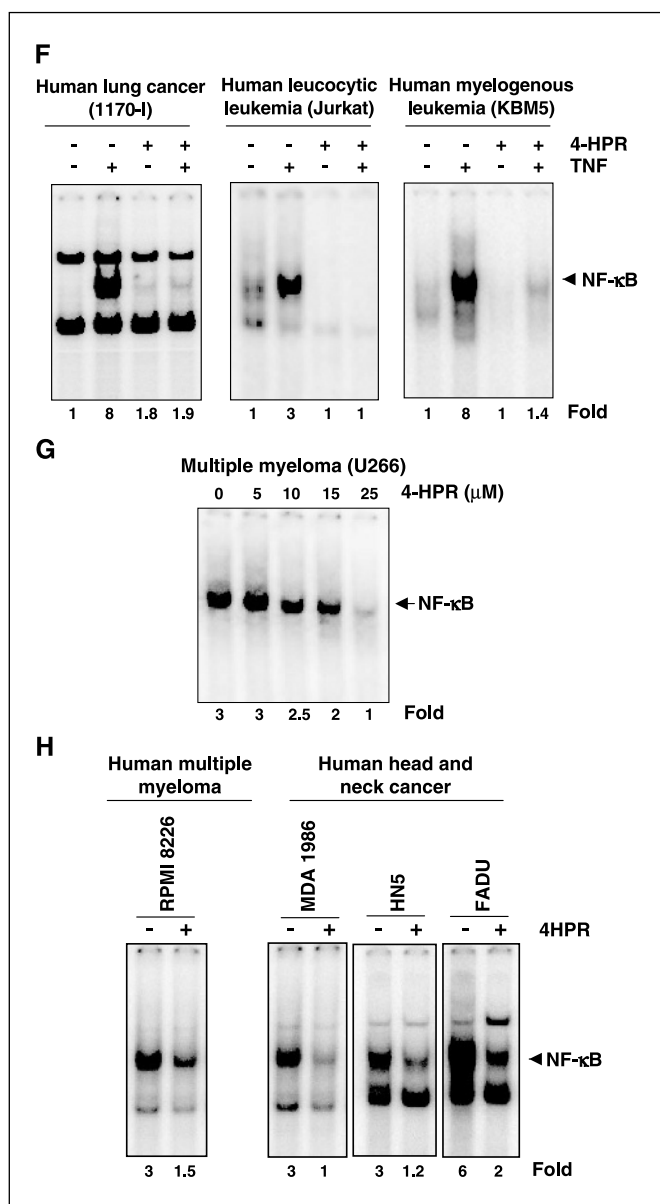 F
Human lung cancer
(1170-I)
Human leucocytic
leukemia (Jurkat)
Human myelogenous
leukemia (KBM5)
- - + + - - + + - - + + 4-HPR
- + - + - + - + - + - + TNF
NF-κB
1 8 1.8 1.9 1 3 1 1 1 8 1 1.4 Fold
G
Multiple myeloma (U266)
0 5 10 15 25 4-HPR (μM)
NF-κB
3 3 2.5 2 1 Fold
H
Human multiple
myeloma
Human head and
neck cancer
RPMI 8226
MDA 1986
HN5
FADU
- + - + - + - + 4HPR
NF-κB
3 1.5 3 1 3 1.2 6 2 Fold